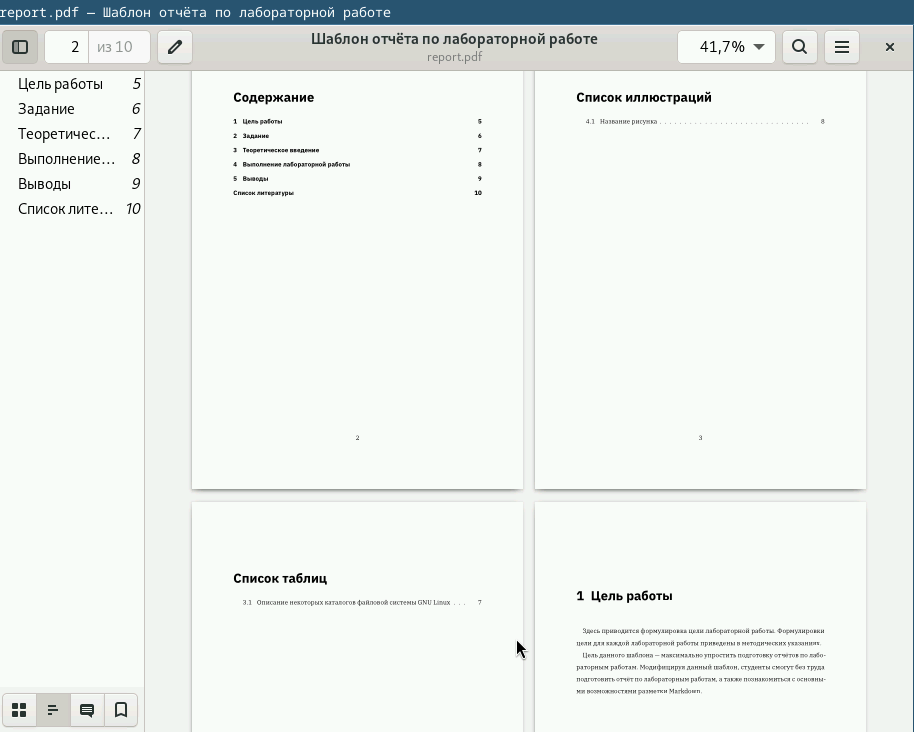 report.pdf — Шаблон отчёта по лабораторной работе
2 из 10
Шаблон отчёта по лабораторной работе
report.pdf
41,7%
Цель работы 5
Задание 6
Теоретичес… 7
Выполнение… 8
Выводы 9
Список лите… 10
Содержание
1 Цель работы 5
2 Задание 6
3 Теоретическое введение 7
4 Выполнение лабораторной работы 8
5 Выводы 9
Список литературы 10
2
Список иллюстраций
4.1 Название рисунка . . . . . . . . . . . . . . . . . . . . . . . . . . . . 8
3
Список таблиц
3.1 Описание некоторых каталогов файловой системы GNU Linux . . . 7
1 Цель работы
Здесь приводится формулировка цели лабораторной работы. Формулировки
цели для каждой лабораторной работы приведены в методических указаниях.
Цель данного шаблона — максимально упростить подготовку отчётов по лабо-
раторным работам. Модифицируя данный шаблон, студенты смогут без труда
подготовить отчёт по лабораторным работам, а также познакомиться с основны-
ми возможностями разметки Markdown.